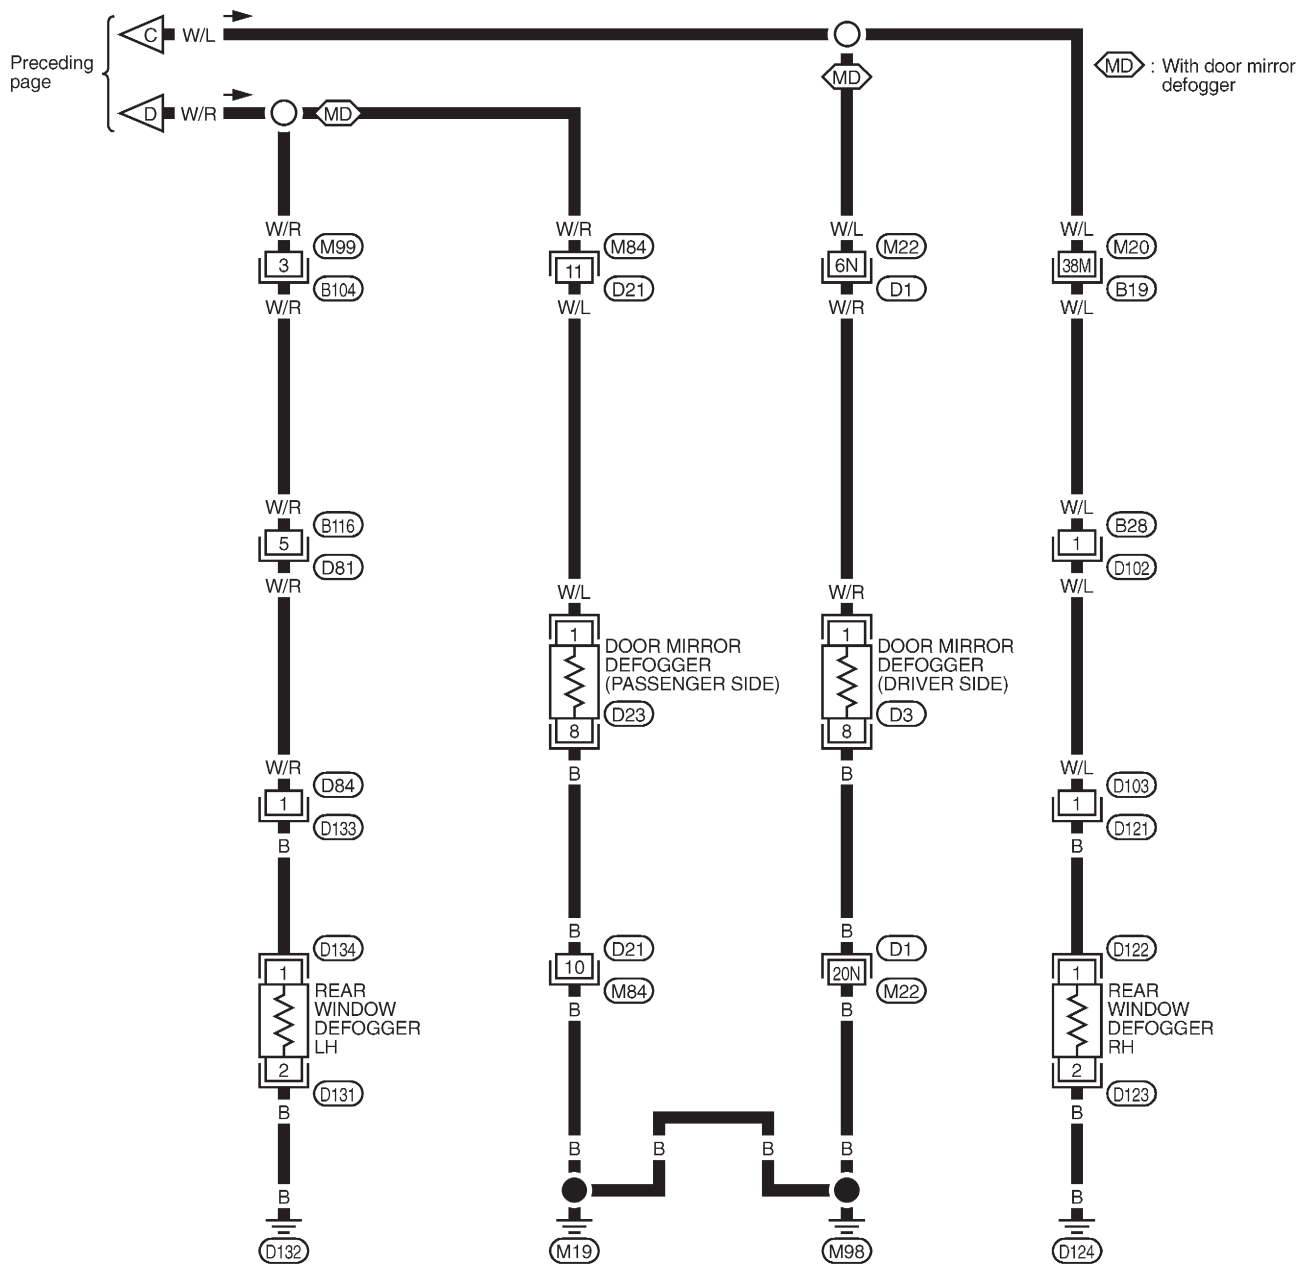 C W/L
Preceding
page
D W/R
MD
MD
MD : With door mirror
defogger
W/R W/R W/L W/L
3 M99
B104
11 M84
D21
6N M22
D1
38M M20
B19
W/R W/L W/R W/L
W/R W/L
5 B116
D81
1 B28
D102
W/R W/L
W/L W/R
1
DOOR MIRROR
DEFOGGER
(PASSENGER SIDE)
D23
8
1
DOOR MIRROR
DEFOGGER
(DRIVER SIDE)
D3
8
W/R B B W/L
1 D84
D133
1 D103
D121
B B
B B
D134
1
REAR
WINDOW
DEFOGGER
LH
2
D131
10 D21
M84
20N D1
M22
D122
1
REAR
WINDOW
DEFOGGER
RH
2
D123
B B
B B
B B B B
B B
D132 M19 M98 D124